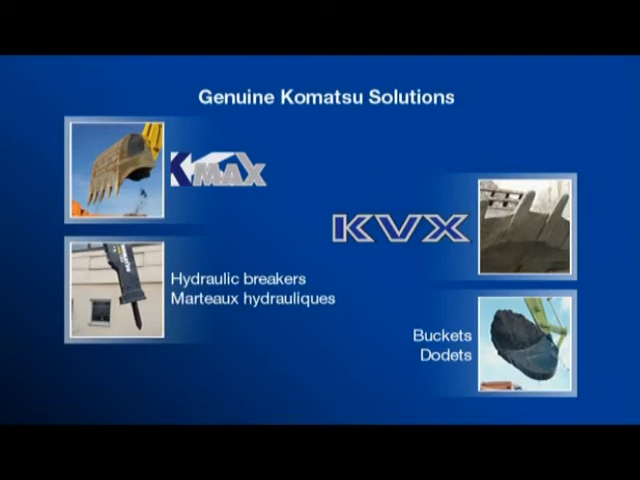 Genuine Komatsu Solutions
KMAX
KVX
Hydraulic breakers
Marteaux hydrauliques
Buckets
Dodets